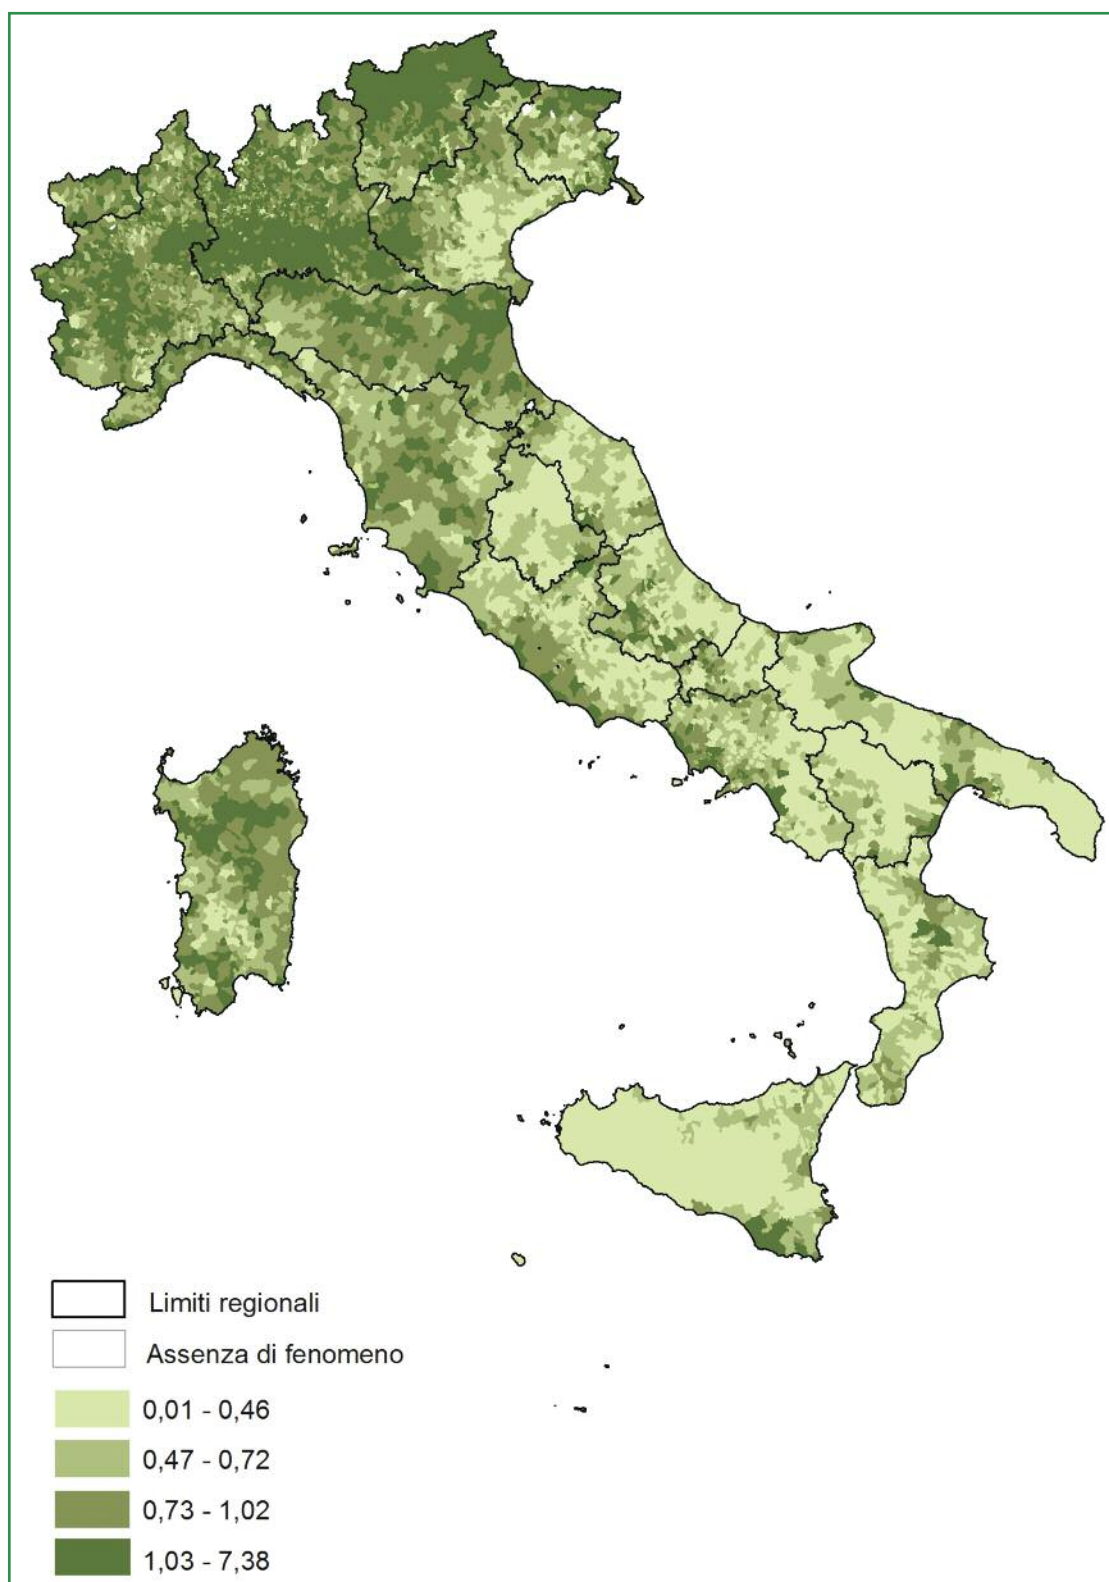 Limiti regionali
Assenza di fenomeno
0,01 - 0,46
0,47 - 0,72
0,73 - 1,02
1,03 - 7,38